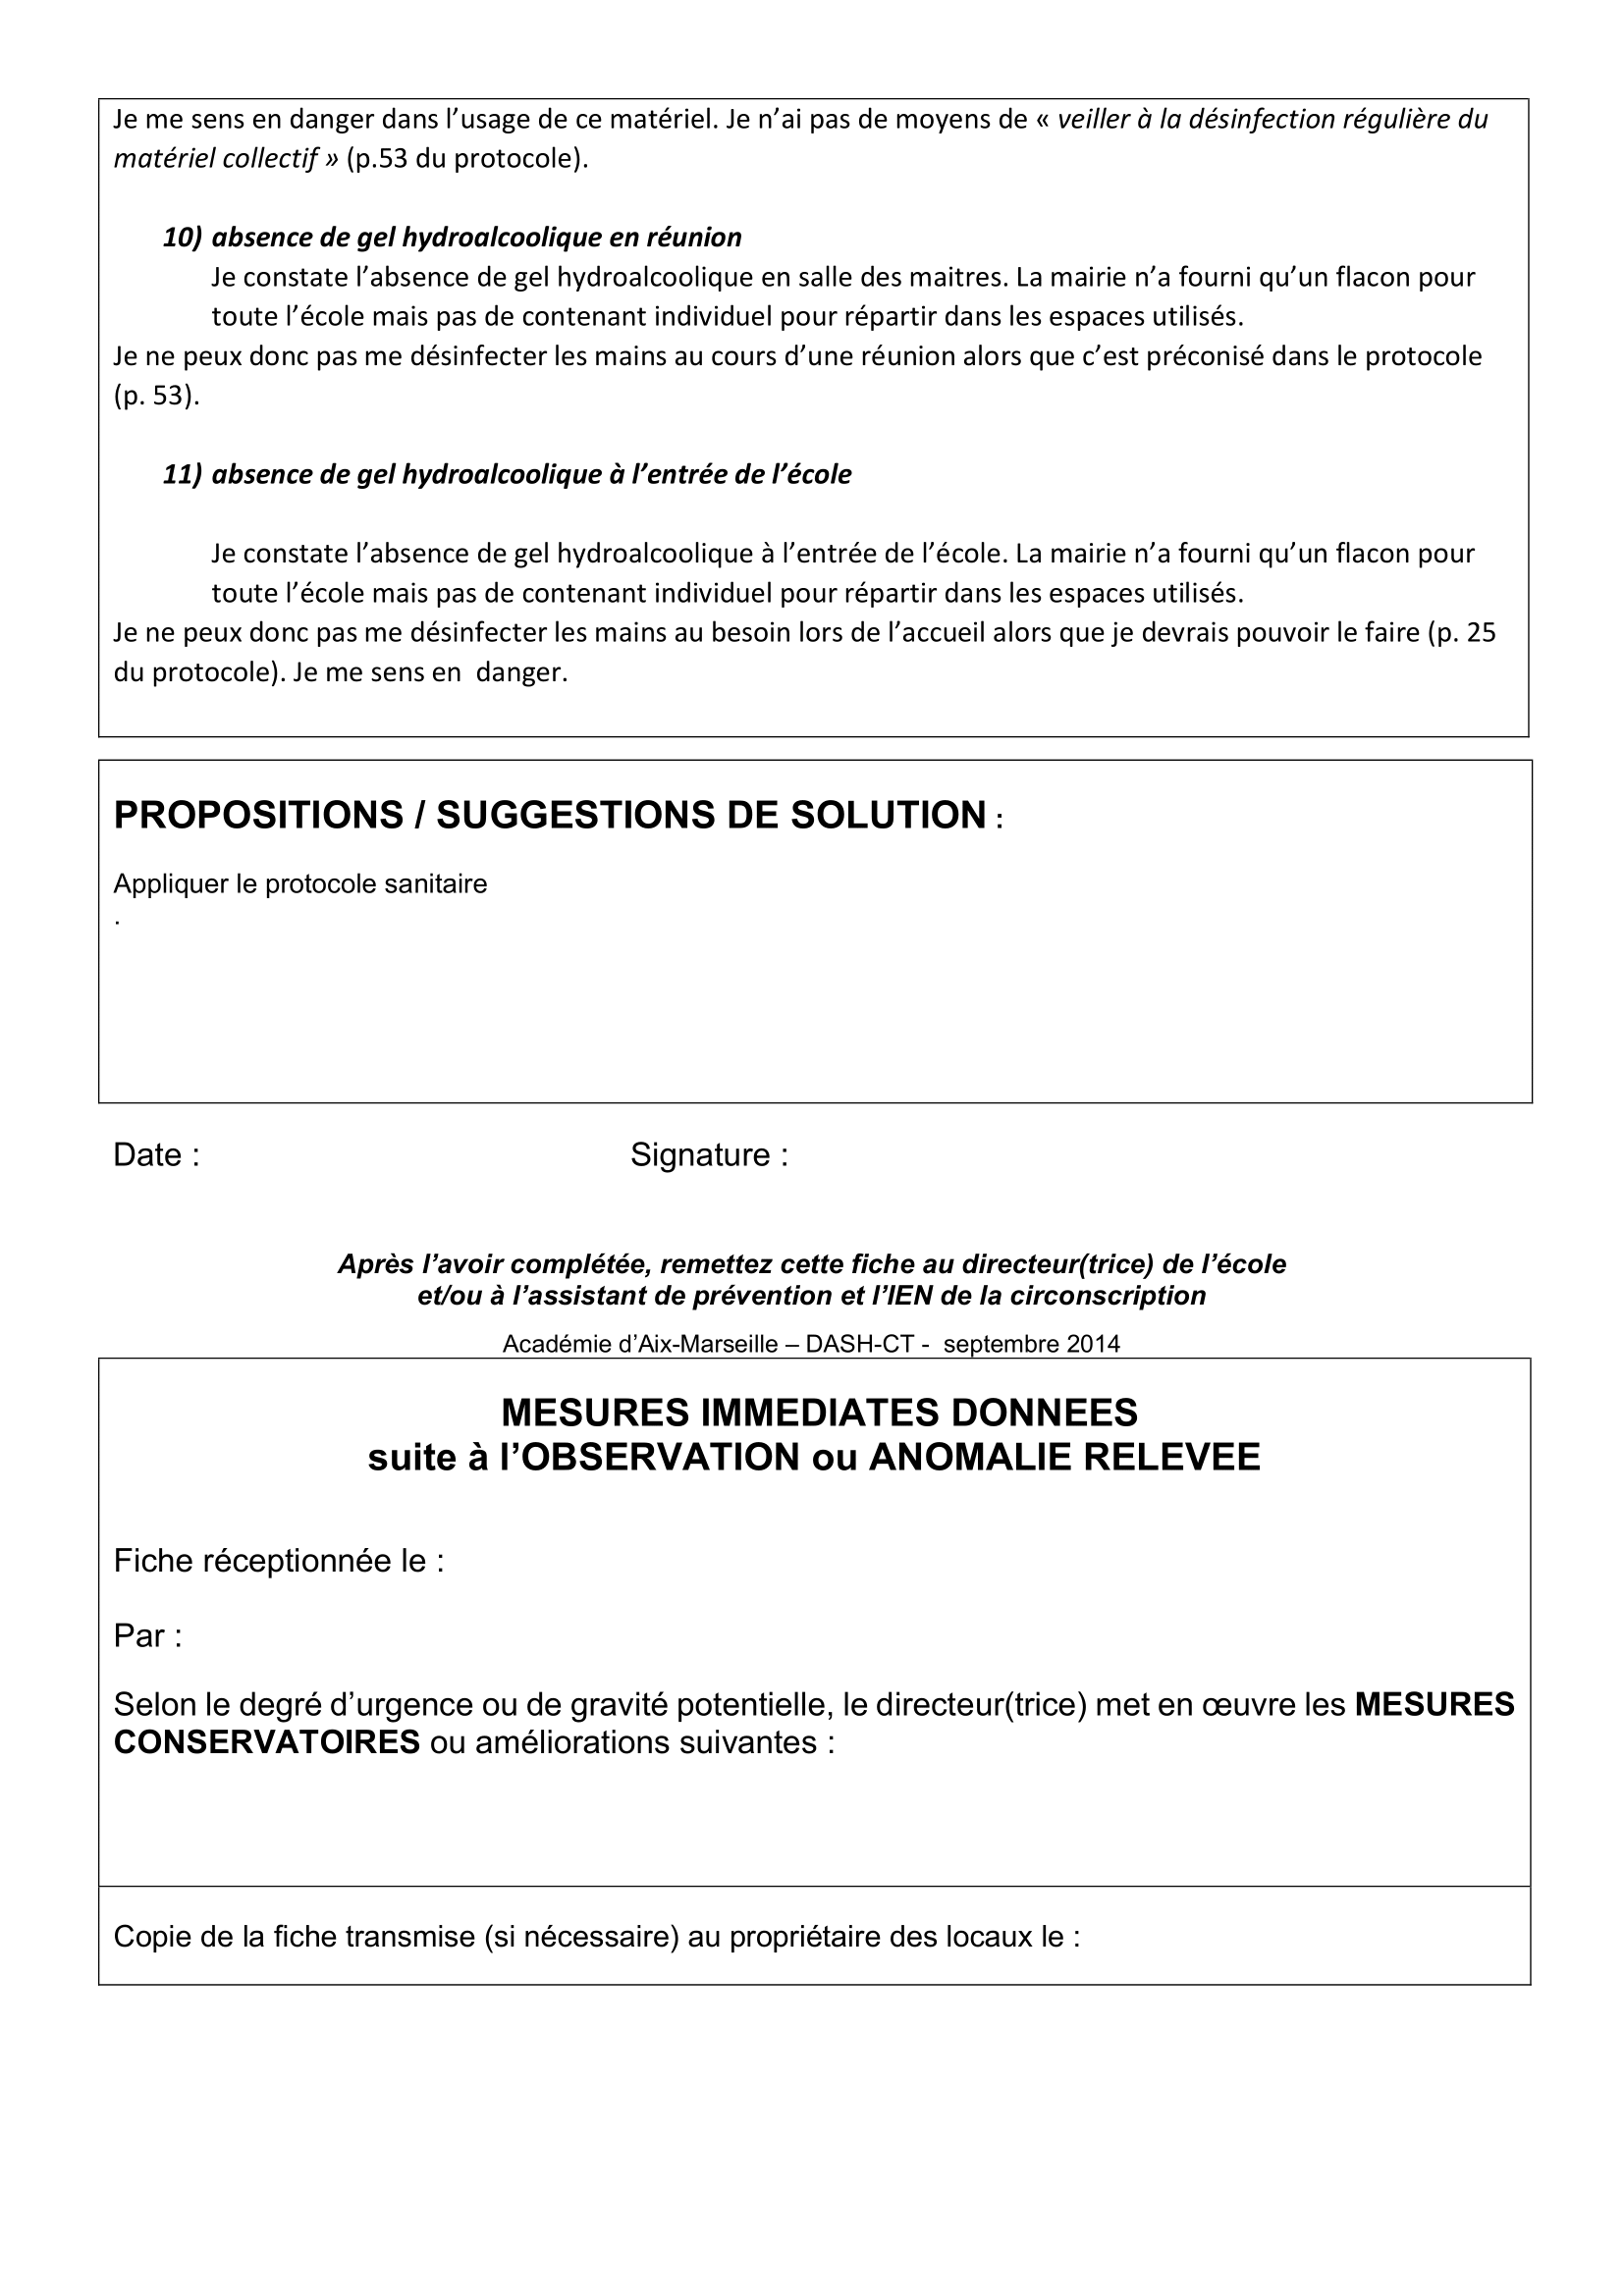 Je me sens en danger dans l’usage de ce matériel. Je n’ai pas de moyens de « veiller à la désinfection régulière du
matériel collectif » (p.53 du protocole).
10) absence de gel hydroalcoolique en réunion
Je constate l’absence de gel hydroalcoolique en salle des maitres. La mairie n’a fourni qu’un flacon pour
toute l’école mais pas de contenant individuel pour répartir dans les espaces utilisés.
Je ne peux donc pas me désinfecter les mains au cours d’une réunion alors que c’est préconisé dans le protocole
(p. 53).
11) absence de gel hydroalcoolique à l’entrée de l’école
Je constate l’absence de gel hydroalcoolique à l’entrée de l’école. La mairie n’a fourni qu’un flacon pour
toute l’école mais pas de contenant individuel pour répartir dans les espaces utilisés.
Je ne peux donc pas me désinfecter les mains au besoin lors de l’accueil alors que je devrais pouvoir le faire (p. 25
du protocole). Je me sens en  danger.
PROPOSITIONS / SUGGESTIONS DE SOLUTION :
Appliquer le protocole sanitaire
.
Date : Signature :
Après l’avoir complétée, remettez cette fiche au directeur(trice) de l’école
et/ou à l’assistant de prévention et l’IEN de la circonscription
Académie d’Aix-Marseille – DASH-CT -  septembre 2014
MESURES IMMEDIATES DONNEES
suite à l’OBSERVATION ou ANOMALIE RELEVEE
Fiche réceptionnée le :
Par :
Selon le degré d’urgence ou de gravité potentielle, le directeur(trice) met en œuvre les MESURES
CONSERVATOIRES ou améliorations suivantes :
Copie de la fiche transmise (si nécessaire) au propriétaire des locaux le :